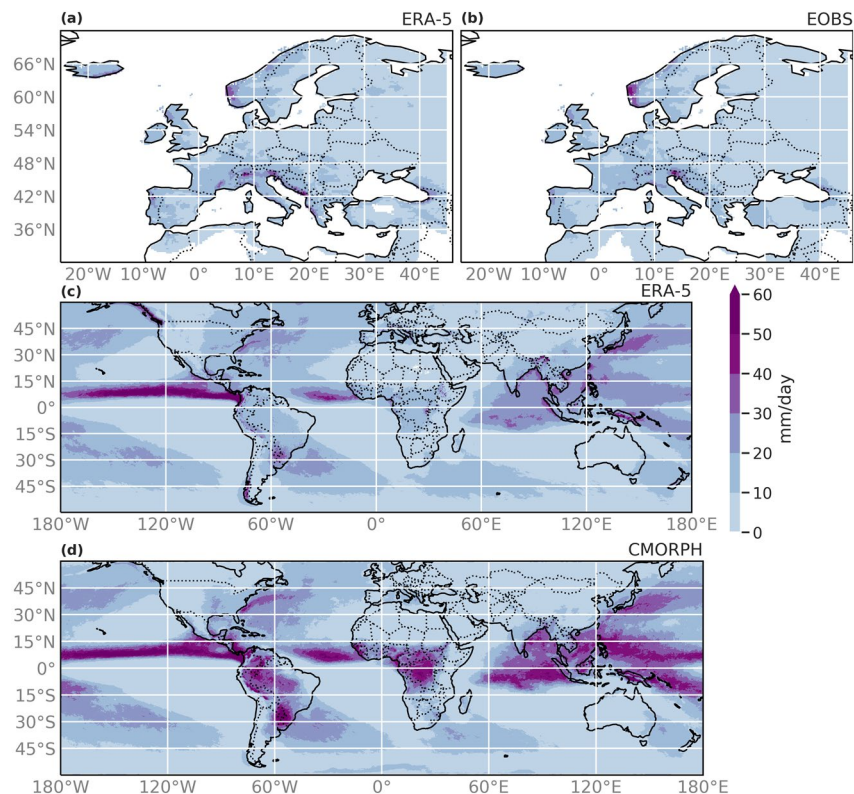 (a) ERA-5
(b) EOBS
66°N
60°N
54°N
48°N
42°N
36°N
20°W 10°W 0° 10°E 20°E 30°E 40°E
20°W 10°W 0° 10°E 20°E 30°E 40°E
(c) ERA-5
45°N
30°N
15°N
0°
15°S
30°S
45°S
180°W 120°W 60°W 0° 60°E 120°E 180°E
60
50
40
30
20
10
0
mm/day
(d) CMORPH
45°N
30°N
15°N
0°
15°S
30°S
45°S
180°W 120°W 60°W 0° 60°E 120°E 180°E